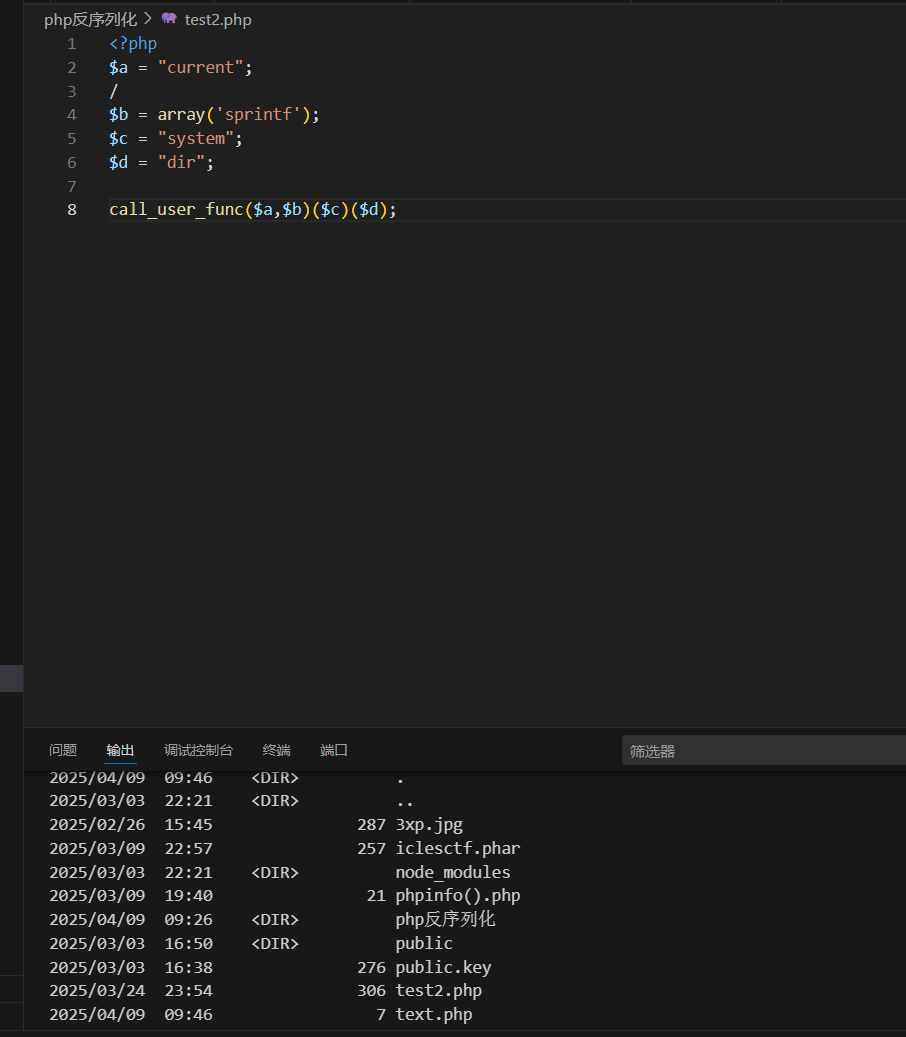 php反序列化 > test2.php
1 <?php
2 $a = "current";
3 /
4 $b = array('sprintf');
5 $c = "system";
6 $d = "dir";
7
8 call_user_func($a,$b)($c)($d);
问题 输出 调试控制台 终端 端口 筛选器
2025/04/09 09:46 <DIR> .
2025/03/03 22:21 <DIR> ..
2025/02/26 15:45 287 3xp.jpg
2025/03/09 22:57 257 iclesctf.phar
2025/03/03 22:21 <DIR> node_modules
2025/03/09 19:40 21 phpinfo().php
2025/04/09 09:26 <DIR> php反序列化
2025/03/03 16:50 <DIR> public
2025/03/03 16:38 276 public.key
2025/03/24 23:54 306 test2.php
2025/04/09 09:46 7 text.php